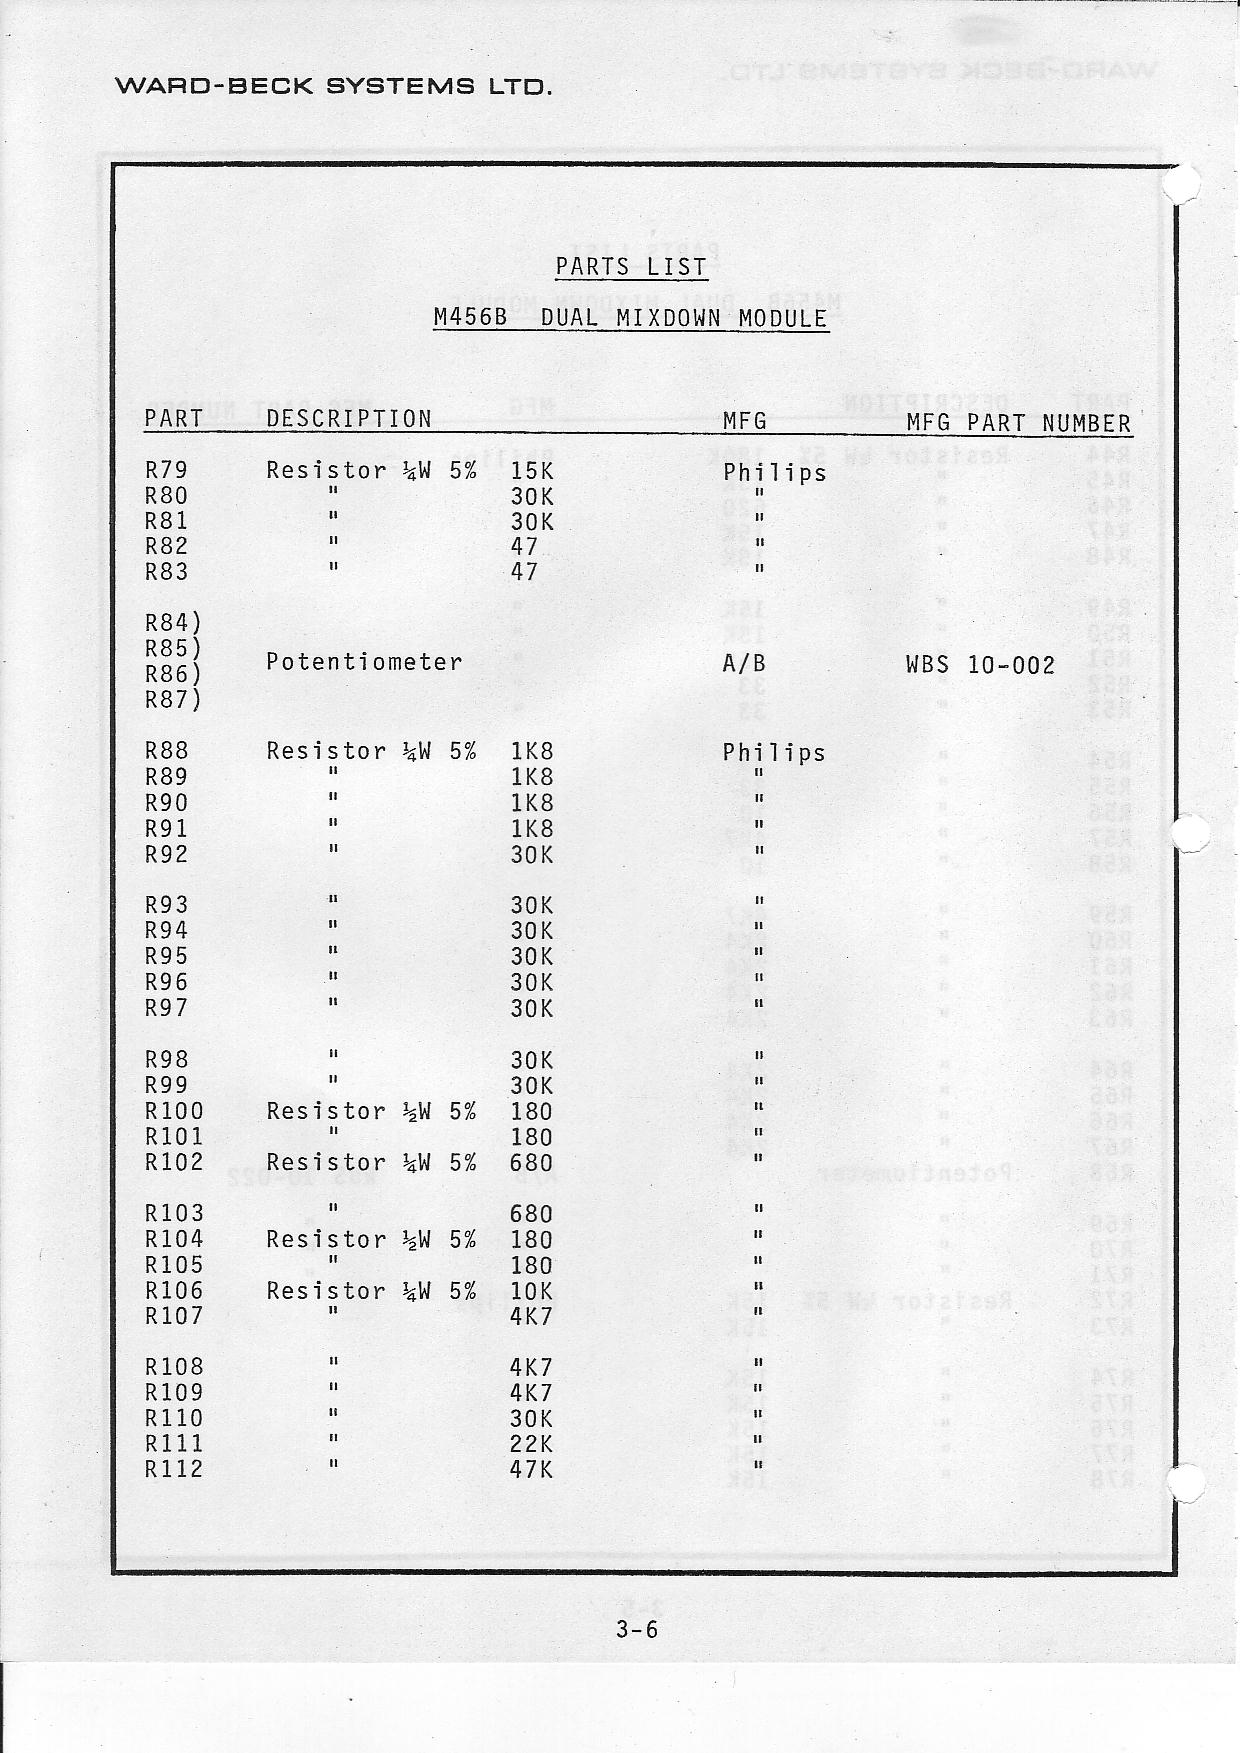 WARD-BECK SYSTEMS LTD.
PARTS LIST
M456B DUAL MIXDOWN MODULE
PART DESCRIPTION MFG MFG PART NUMBER
R79 Resistor ¼W 5% 15K Philips
R80 " 30K "
R81 " 30K "
R82 " 47 "
R83 " 47 "
R84)
R85)
Potentiometer A/B WBS 10-002
R86)
R87)
R88 Resistor ¼W 5% 1K8 Philips
R89 " 1K8 "
R90 " 1K8 "
R91 " 1K8 "
R92 " 30K "
R93 " 30K "
R94 " 30K "
R95 " 30K "
R96 " 30K "
R97 " 30K "
R98 " 30K "
R99 " 30K "
R100 Resistor ½W 5% 180 "
R101 " 180 "
R102 Resistor ¼W 5% 680 "
R103 " 680 "
R104 Resistor ½W 5% 180 "
R105 " 180 "
R106 Resistor ¼W 5% 10K "
R107 " 4K7 "
R108 " 4K7 "
R109 " 4K7 "
R110 " 30K "
R111 " 22K "
R112 " 47K "
3-6